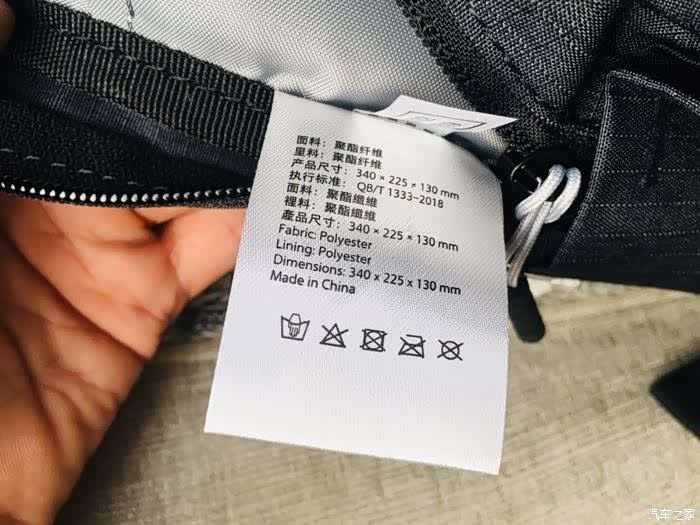 面料：聚酯纤维
里料：聚酯纤维
产品尺寸：340 × 225 × 130 mm
执行标准：QB/T 1333-2018
面料：聚酯纖維
裡料：聚酯纖維
產品尺寸：340 × 225 × 130 mm
Fabric: Polyester
Lining: Polyester
Dimensions: 340 x 225 x 130 mm
Made in China
汽车之家